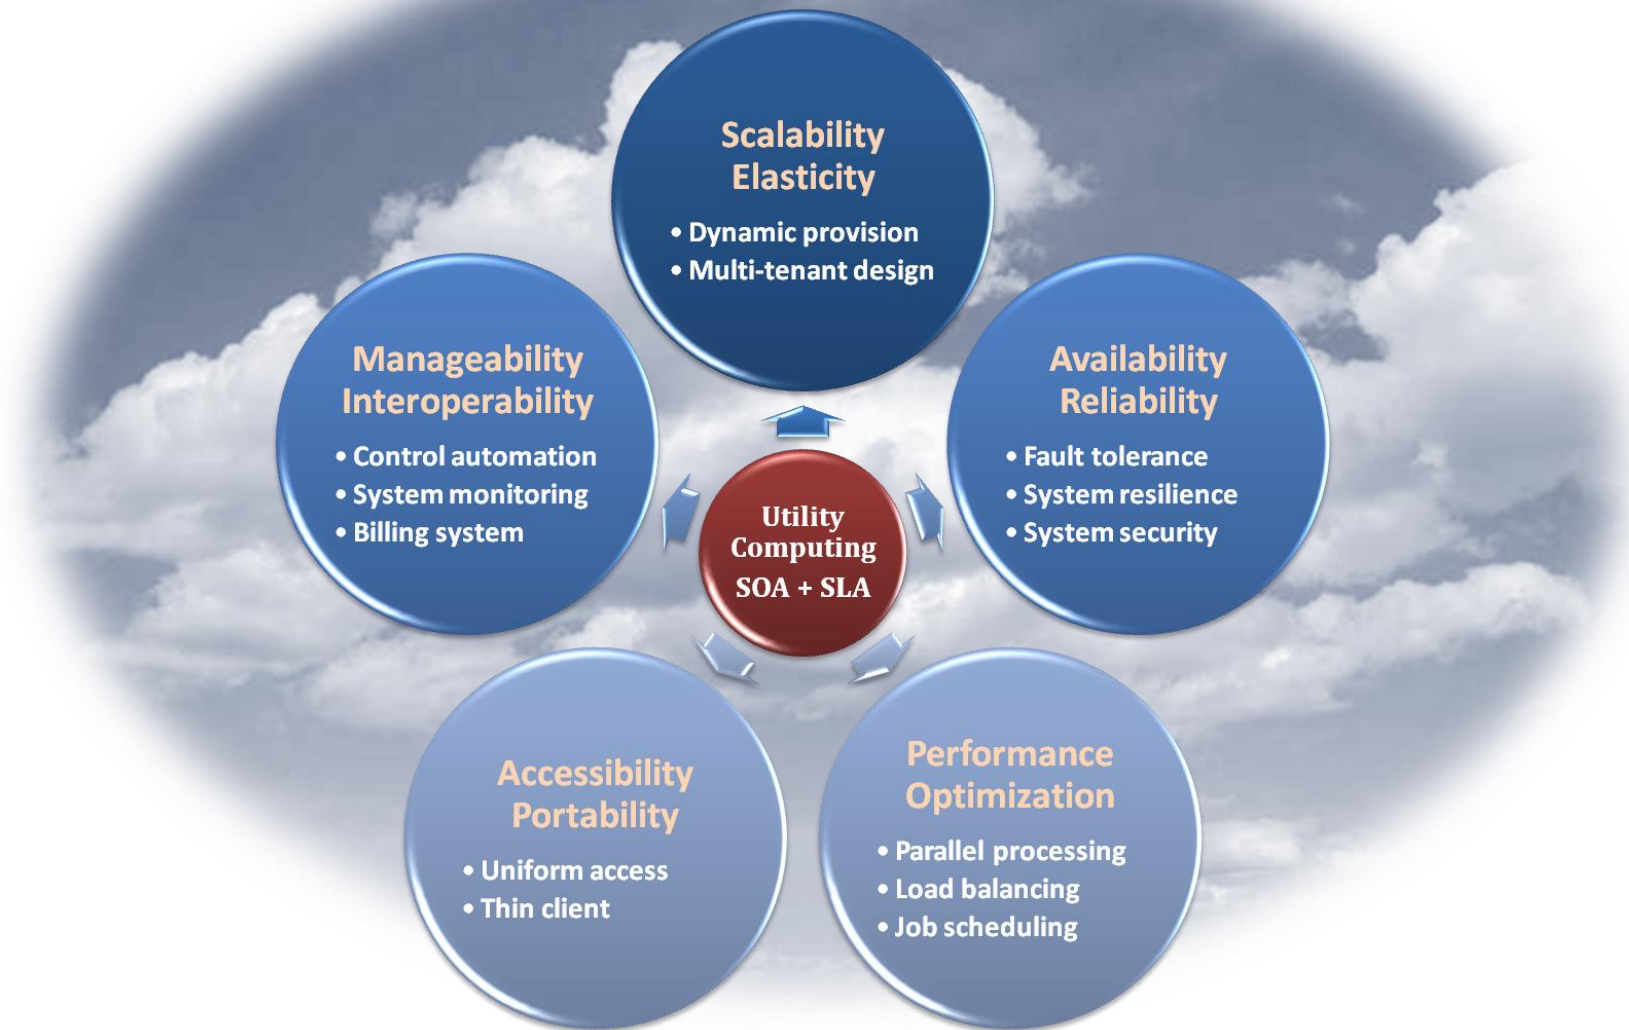 Scalability
Elasticity
• Dynamic provision
• Multi-tenant design
Manageability
Interoperability
• Control automation
• System monitoring
• Billing system
Availability
Reliability
• Fault tolerance
• System resilience
• System security
Utility
Computing
SOA + SLA
Accessibility
Portability
• Uniform access
• Thin client
Performance
Optimization
• Parallel processing
• Load balancing
• Job scheduling